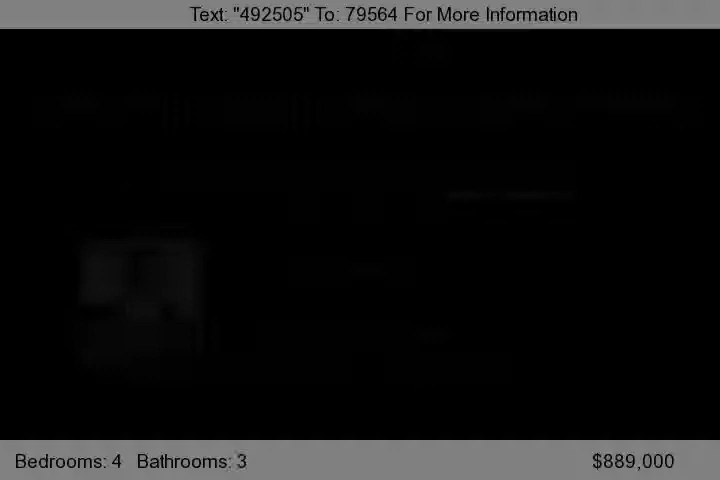 Text: "492505" To: 79564 For More Information
Bedrooms: 4 Bathrooms: 3 $889,000